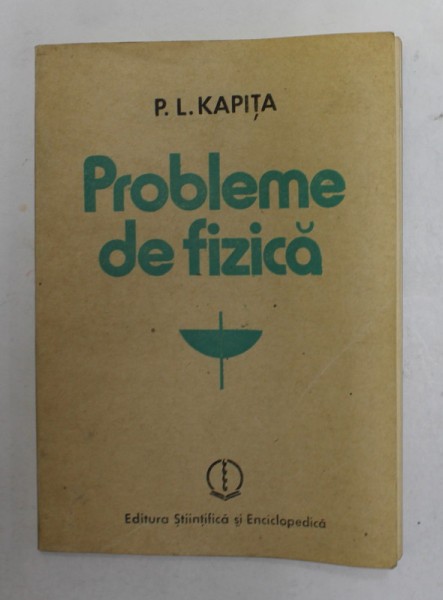 P. L. KAPIȚA
Probleme
de fizică
Editura Științifică și Enciclopedică